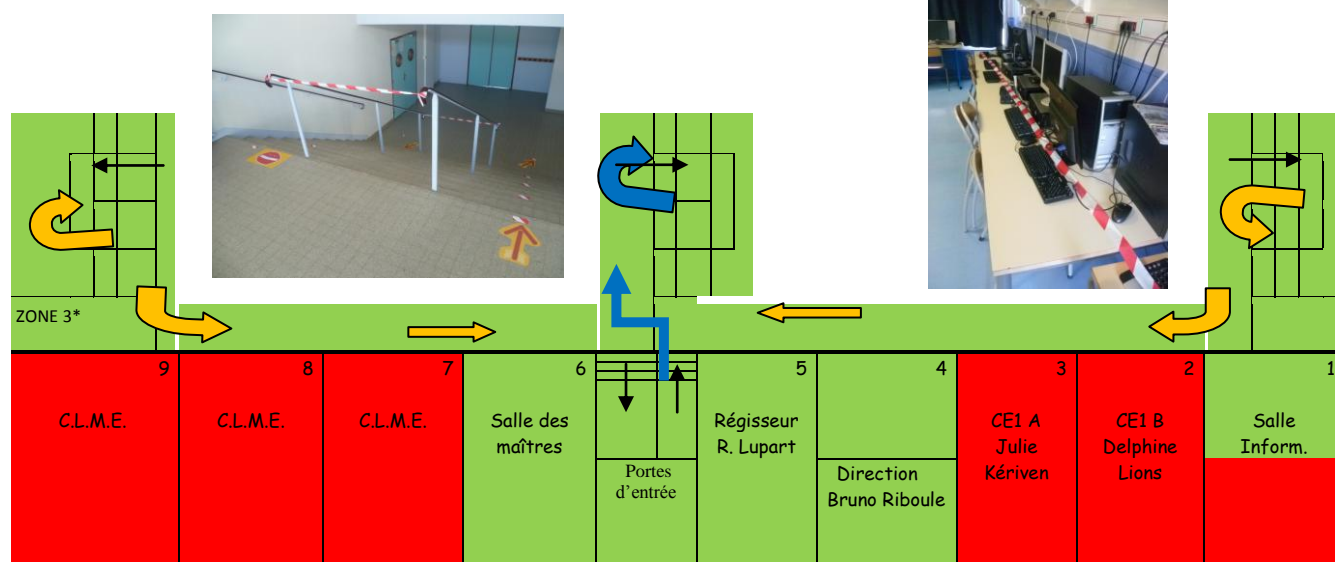 ZONE 3*
9
C.L.M.E.
8
C.L.M.E.
7
C.L.M.E.
6
Salle des
maîtres
Portes
d'entrée
5
Régisseur
R. Lupart
4
Direction
Bruno Riboule
3
CE1 A
Julie
Kériven
2
CE1 B
Delphine
Lions
1
Salle
Inform.